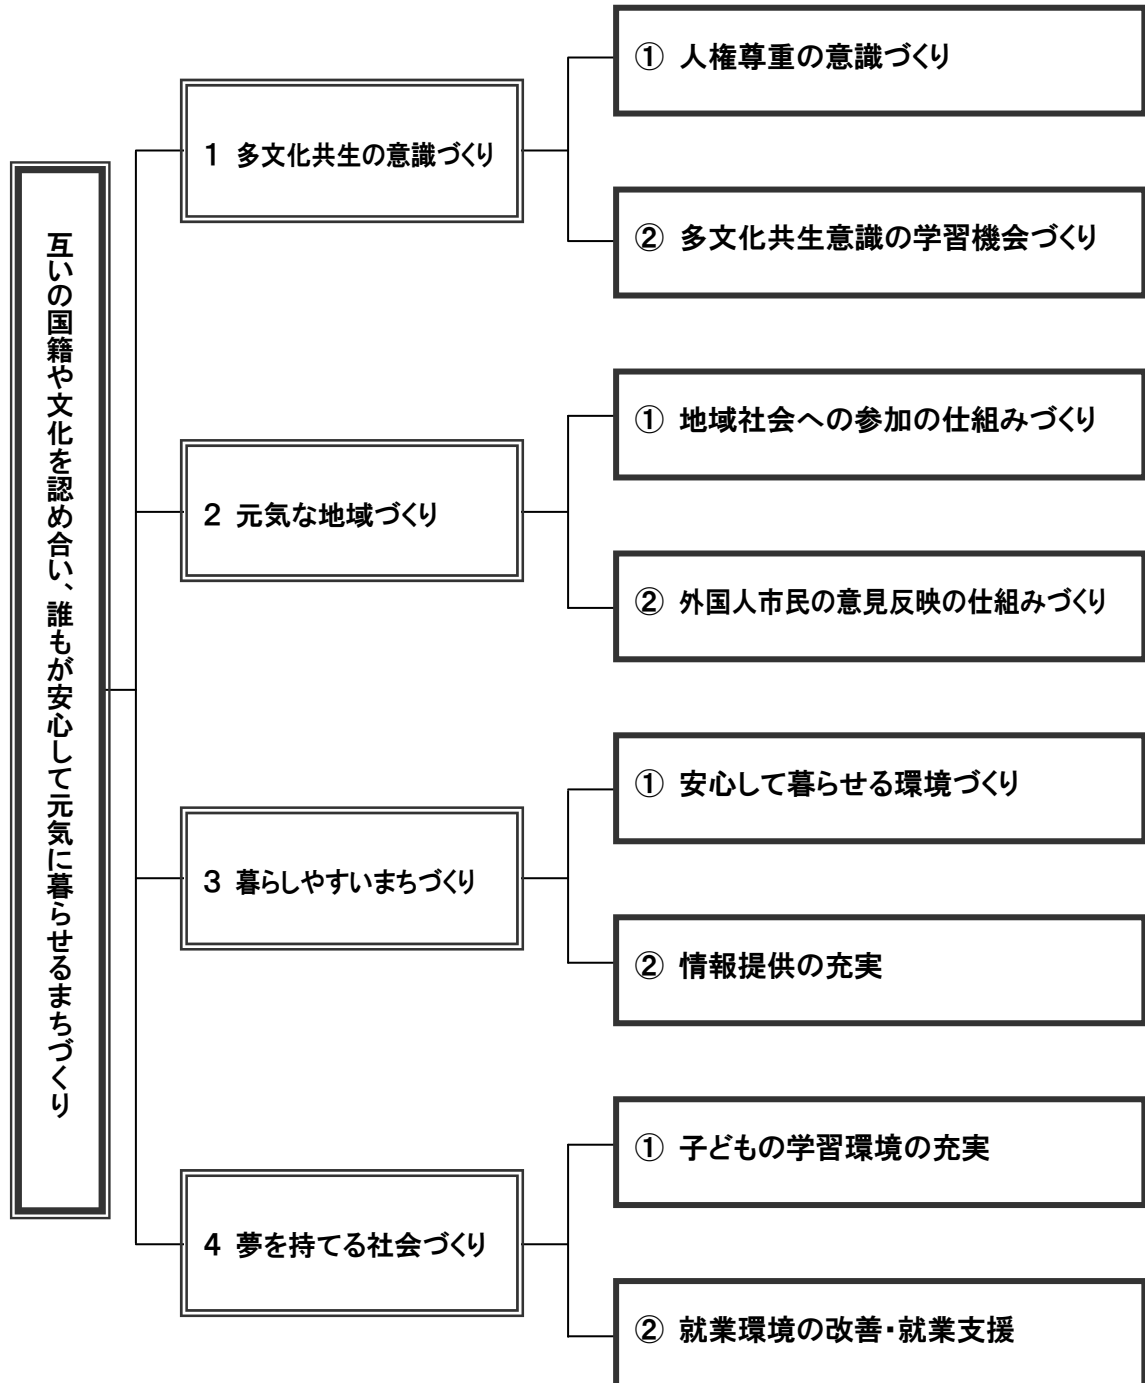 互いの国籍や文化を認め合い、誰もが安心して元気に暮らせるまちづくり
1 多文化共生の意識づくり
① 人権尊重の意識づくり
② 多文化共生意識の学習機会づくり
2 元気な地域づくり
① 地域社会への参加の仕組みづくり
② 外国人市民の意見反映の仕組みづくり
3 暮らしやすいまちづくり
① 安心して暮らせる環境づくり
② 情報提供の充実
4 夢を持てる社会づくり
① 子どもの学習環境の充実
② 就業環境の改善・就業支援